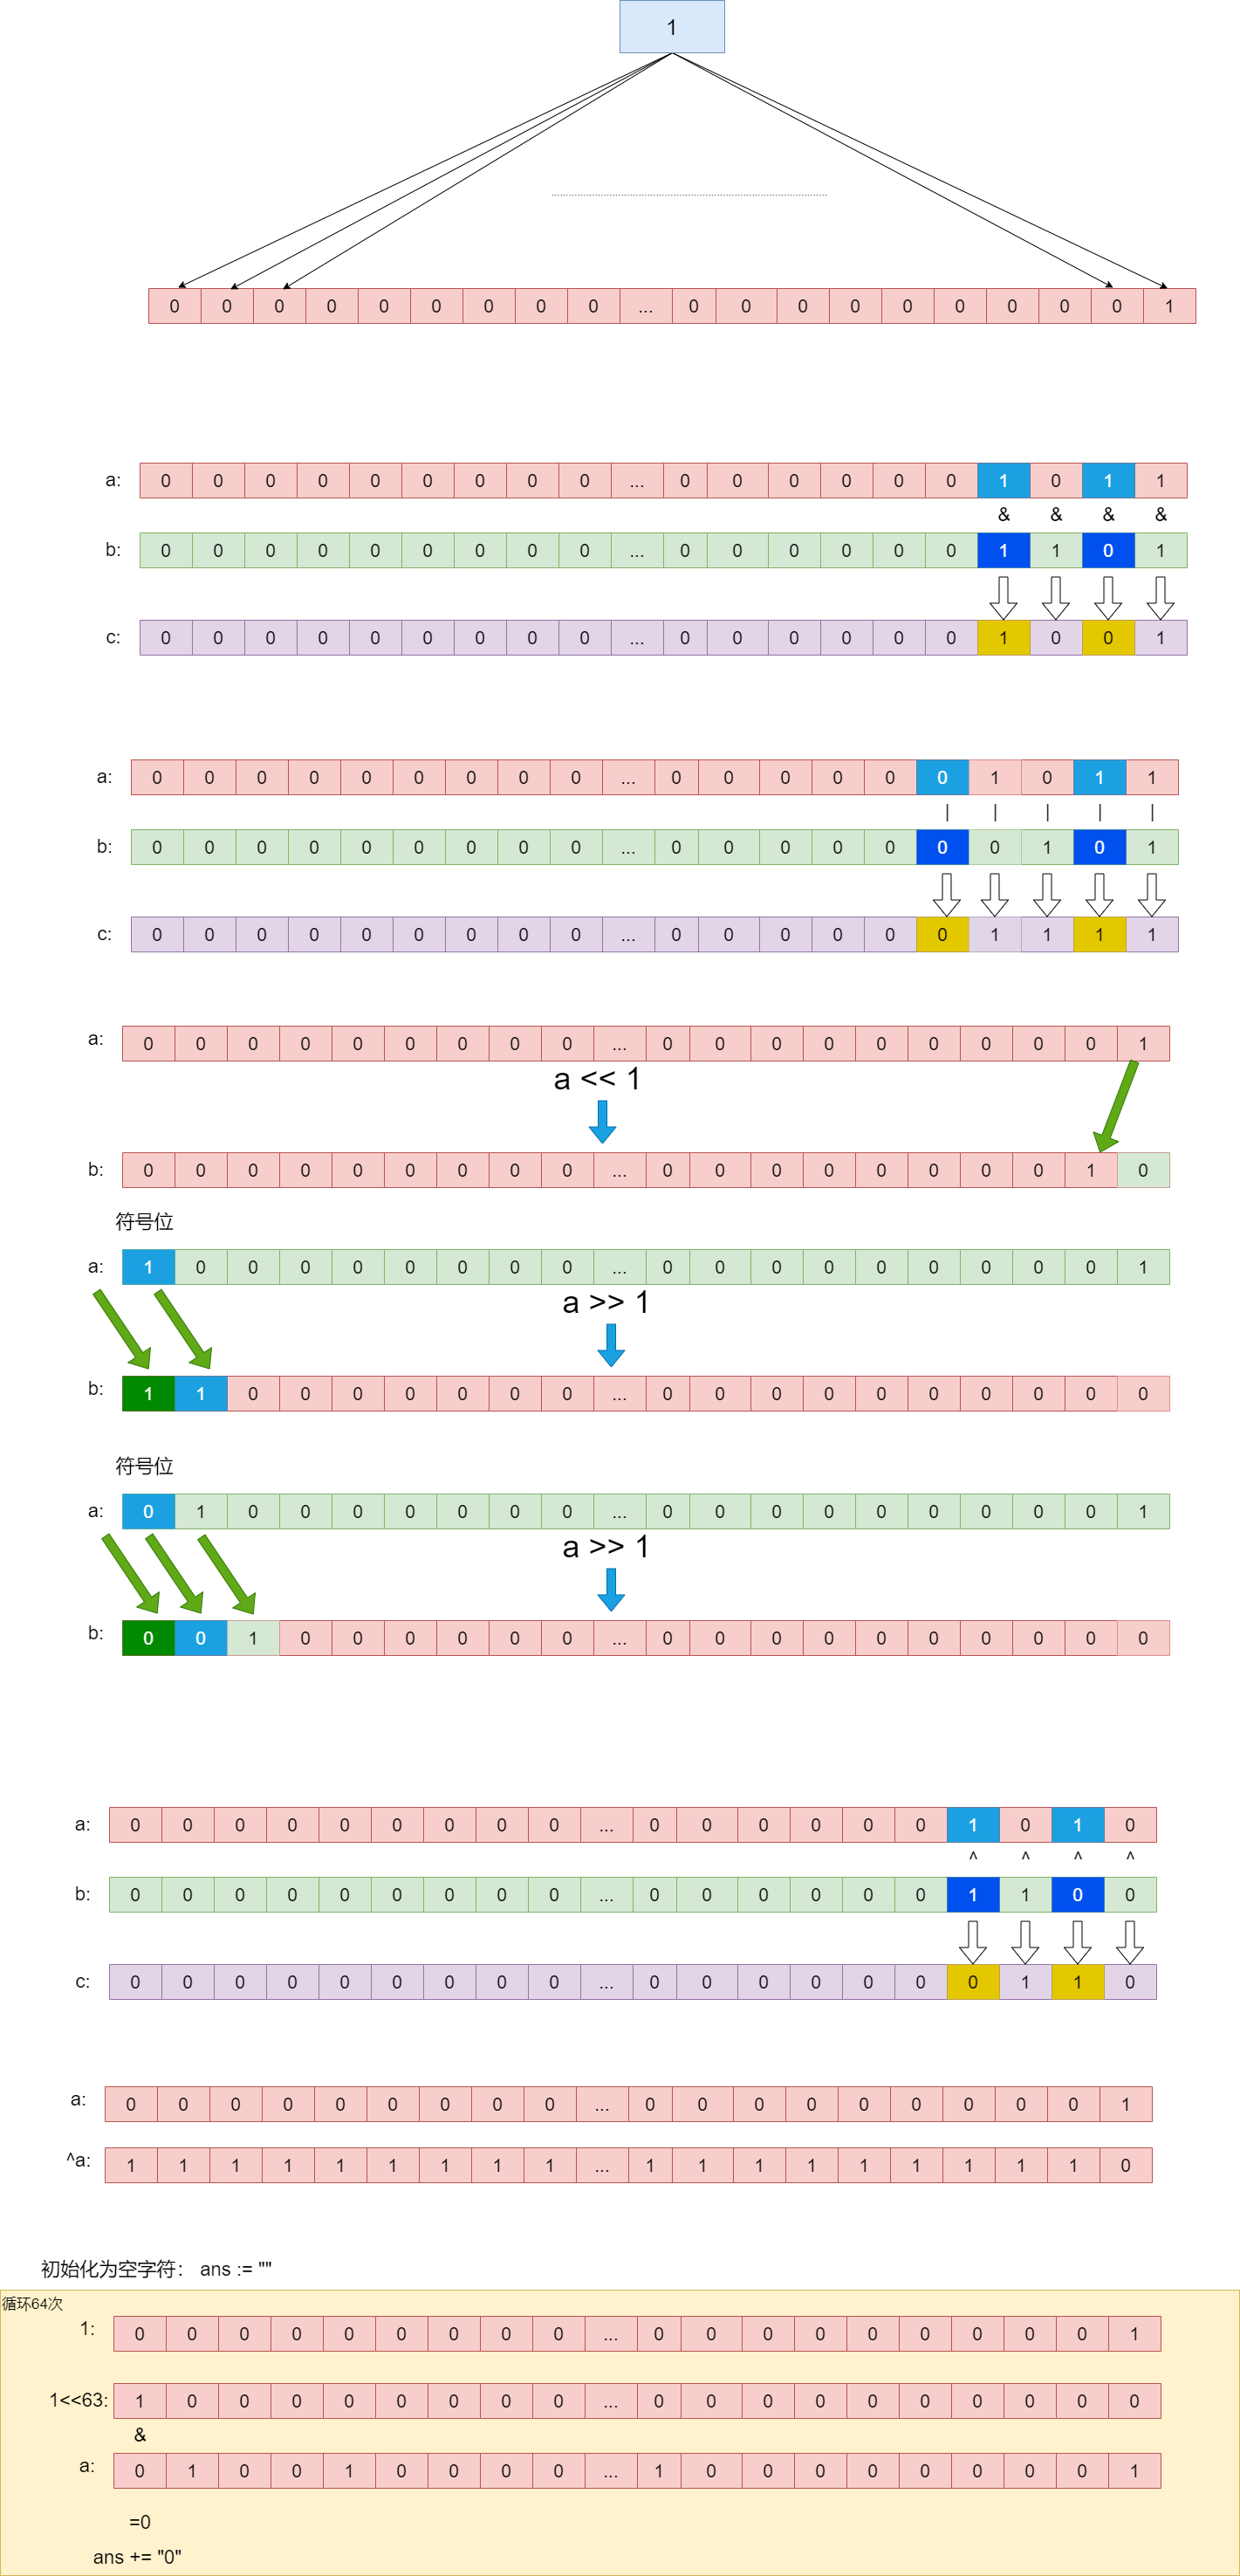 1
0 0 0 0 0 0 0 0 0 ... 0 0 0 0 0 0 0 0 0 1
a: 0 0 0 0 0 0 0 0 0 ... 0 0 0 0 0 0 1 0 1 1
& & & &
b: 0 0 0 0 0 0 0 0 0 ... 0 0 0 0 0 0 1 1 0 1
c: 0 0 0 0 0 0 0 0 0 ... 0 0 0 0 0 0 1 0 0 1
a: 0 0 0 0 0 0 0 0 0 ... 0 0 0 0 0 0 1 0 1 1
| | | | |
b: 0 0 0 0 0 0 0 0 0 ... 0 0 0 0 0 0 0 1 0 1
c: 0 0 0 0 0 0 0 0 0 ... 0 0 0 0 0 0 1 1 1 1
a: 0 0 0 0 0 0 0 0 0 ... 0 0 0 0 0 0 0 0 0 1
a << 1
b: 0 0 0 0 0 0 0 0 0 ... 0 0 0 0 0 0 0 0 1 0
符号位
a: 1 0 0 0 0 0 0 0 0 ... 0 0 0 0 0 0 0 0 0 1
a >> 1
b: 1 1 0 0 0 0 0 0 0 ... 0 0 0 0 0 0 0 0 0 0
符号位
a: 0 1 0 0 0 0 0 0 0 ... 0 0 0 0 0 0 0 0 0 1
a >> 1
b: 0 0 1 0 0 0 0 0 0 ... 0 0 0 0 0 0 0 0 0 0
a: 0 0 0 0 0 0 0 0 0 ... 0 0 0 0 0 0 1 0 1 0
^ ^ ^ ^
b: 0 0 0 0 0 0 0 0 0 ... 0 0 0 0 0 0 1 1 0 0
c: 0 0 0 0 0 0 0 0 0 ... 0 0 0 0 0 0 0 1 1 0
a: 0 0 0 0 0 0 0 0 0 ... 0 0 0 0 0 0 0 0 0 1
^a: 1 1 1 1 1 1 1 1 1 ... 1 1 1 1 1 1 1 1 1 0
初始化为空字符： ans := ""
循环64次
1: 0 0 0 0 0 0 0 0 0 ... 0 0 0 0 0 0 0 0 0 1
1<<63: 1 0 0 0 0 0 0 0 0 ... 0 0 0 0 0 0 0 0 0 0
&
a: 0 1 0 0 1 0 0 0 0 ... 1 0 0 0 0 0 0 0 0 1
=0
ans += "0"